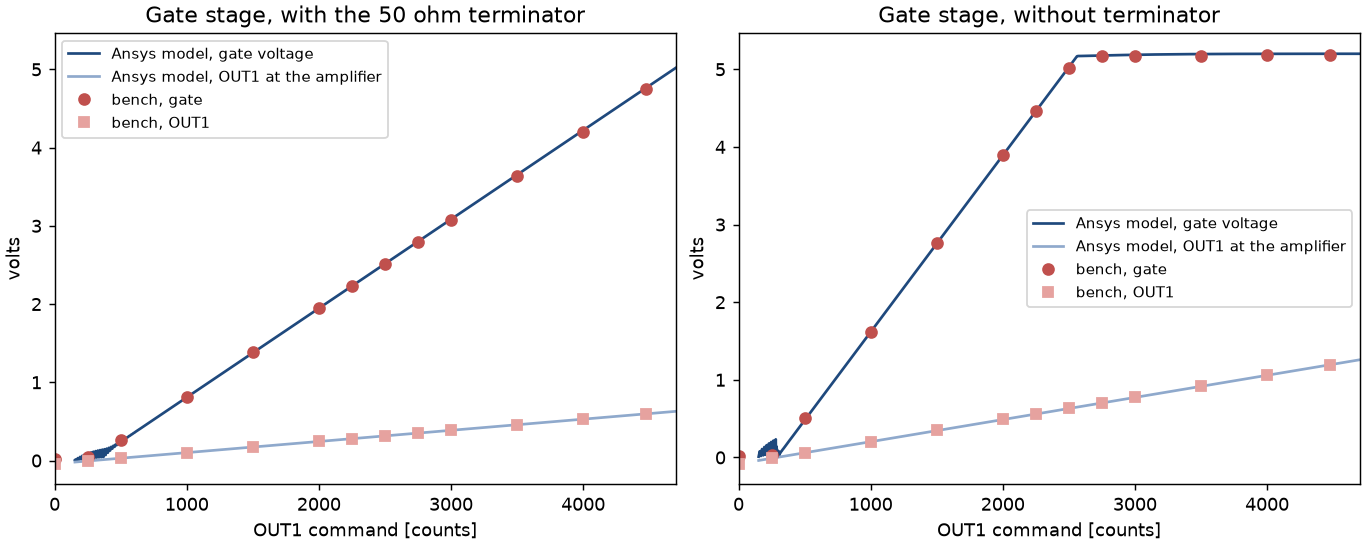 Gate stage, with the 50 ohm terminator
Ansys model, gate voltage
Ansys model, OUT1 at the amplifier
bench, gate
bench, OUT1
volts
5
4
3
2
1
0
0 1000 2000 3000 4000
OUT1 command [counts]
Gate stage, without terminator
Ansys model, gate voltage
Ansys model, OUT1 at the amplifier
bench, gate
bench, OUT1
volts
5
4
3
2
1
0
0 1000 2000 3000 4000
OUT1 command [counts]